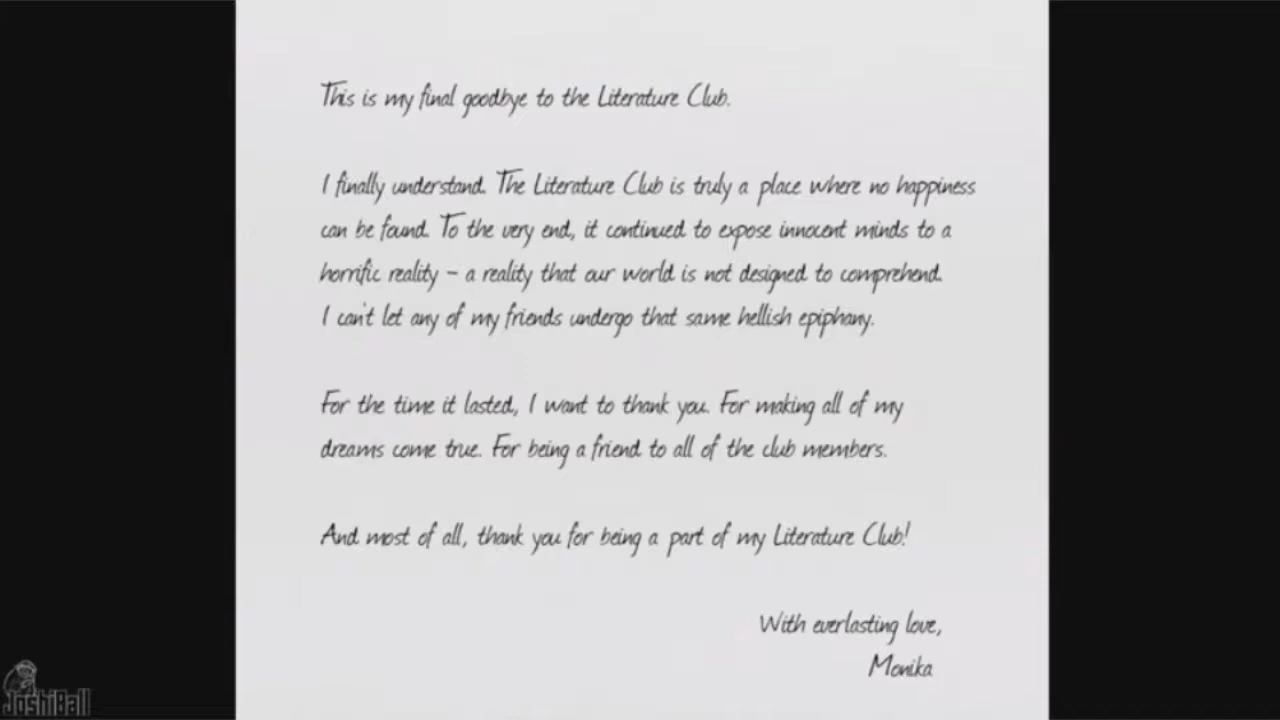 This is my final goodbye to the Literature Club.
I finally understand. The Literature Club is truly a place where no happiness
can be found. To the very end, it continued to expose innocent minds to a
horrific reality – a reality that our world is not designed to comprehend.
I can't let any of my friends undergo that same hellish epiphany.
For the time it lasted, I want to thank you. For making all of my
dreams come true. For being a friend to all of the club members.
And most of all, thank you for being a part of my Literature Club!
With everlasting love,
Monika
JoshiBall